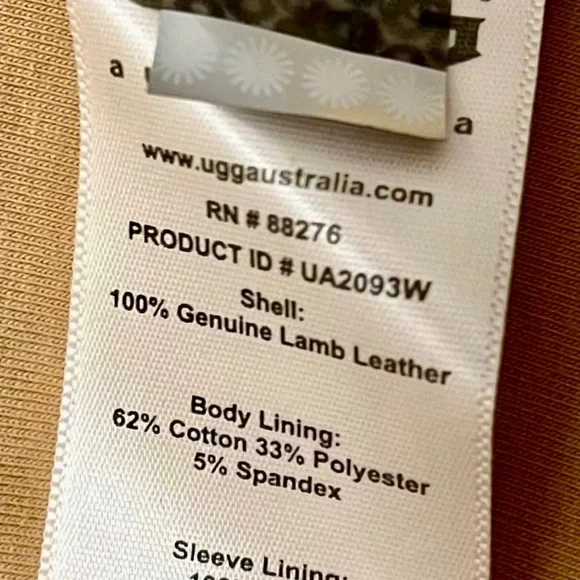 a
a
www.uggaustralia.com
RN # 88276
PRODUCT ID # UA2093W
Shell:
100% Genuine Lamb Leather
Body Lining:
62% Cotton 33% Polyester
5% Spandex
Sleeve Lining: